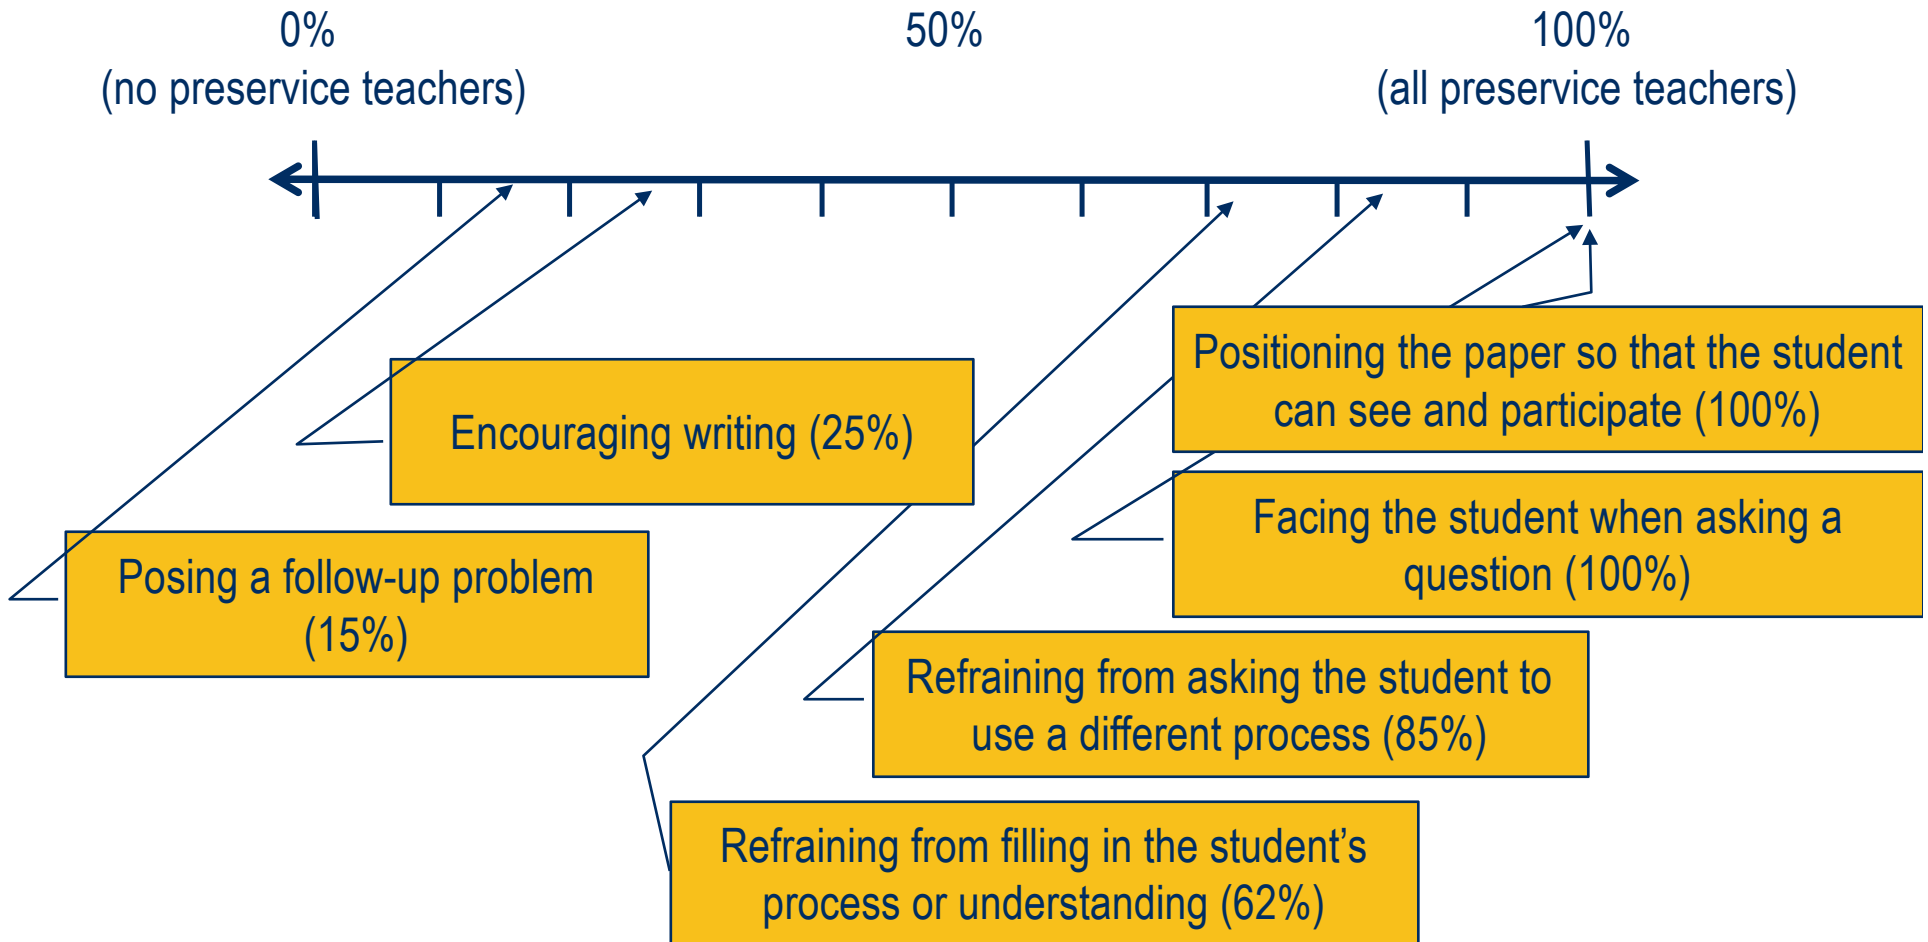 0%
(no preservice teachers)
50%
100%
(all preservice teachers)
Positioning the paper so that the student
can see and participate (100%)
Encouraging writing (25%)
Facing the student when asking a
question (100%)
Posing a follow-up problem
(15%)
Refraining from asking the student to
use a different process (85%)
Refraining from filling in the student’s
process or understanding (62%)